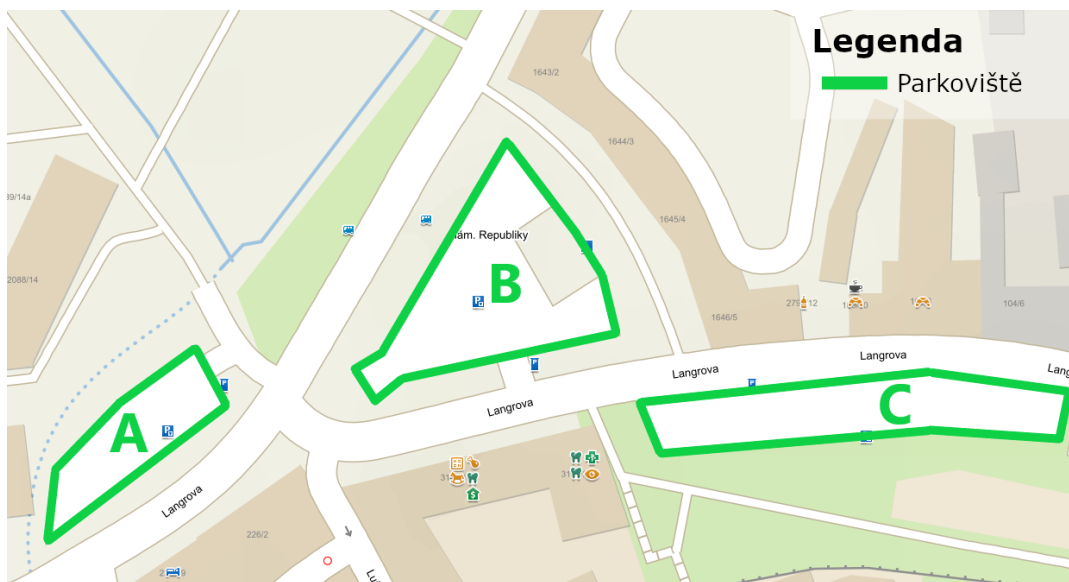 Legenda
Parkoviště
1643/2
1644/3
2088/14
1645/4
Nám. Republiky
B
1646/5
104/6
Langrova
Langrova
Langrova
A
C
Langrova
226/2